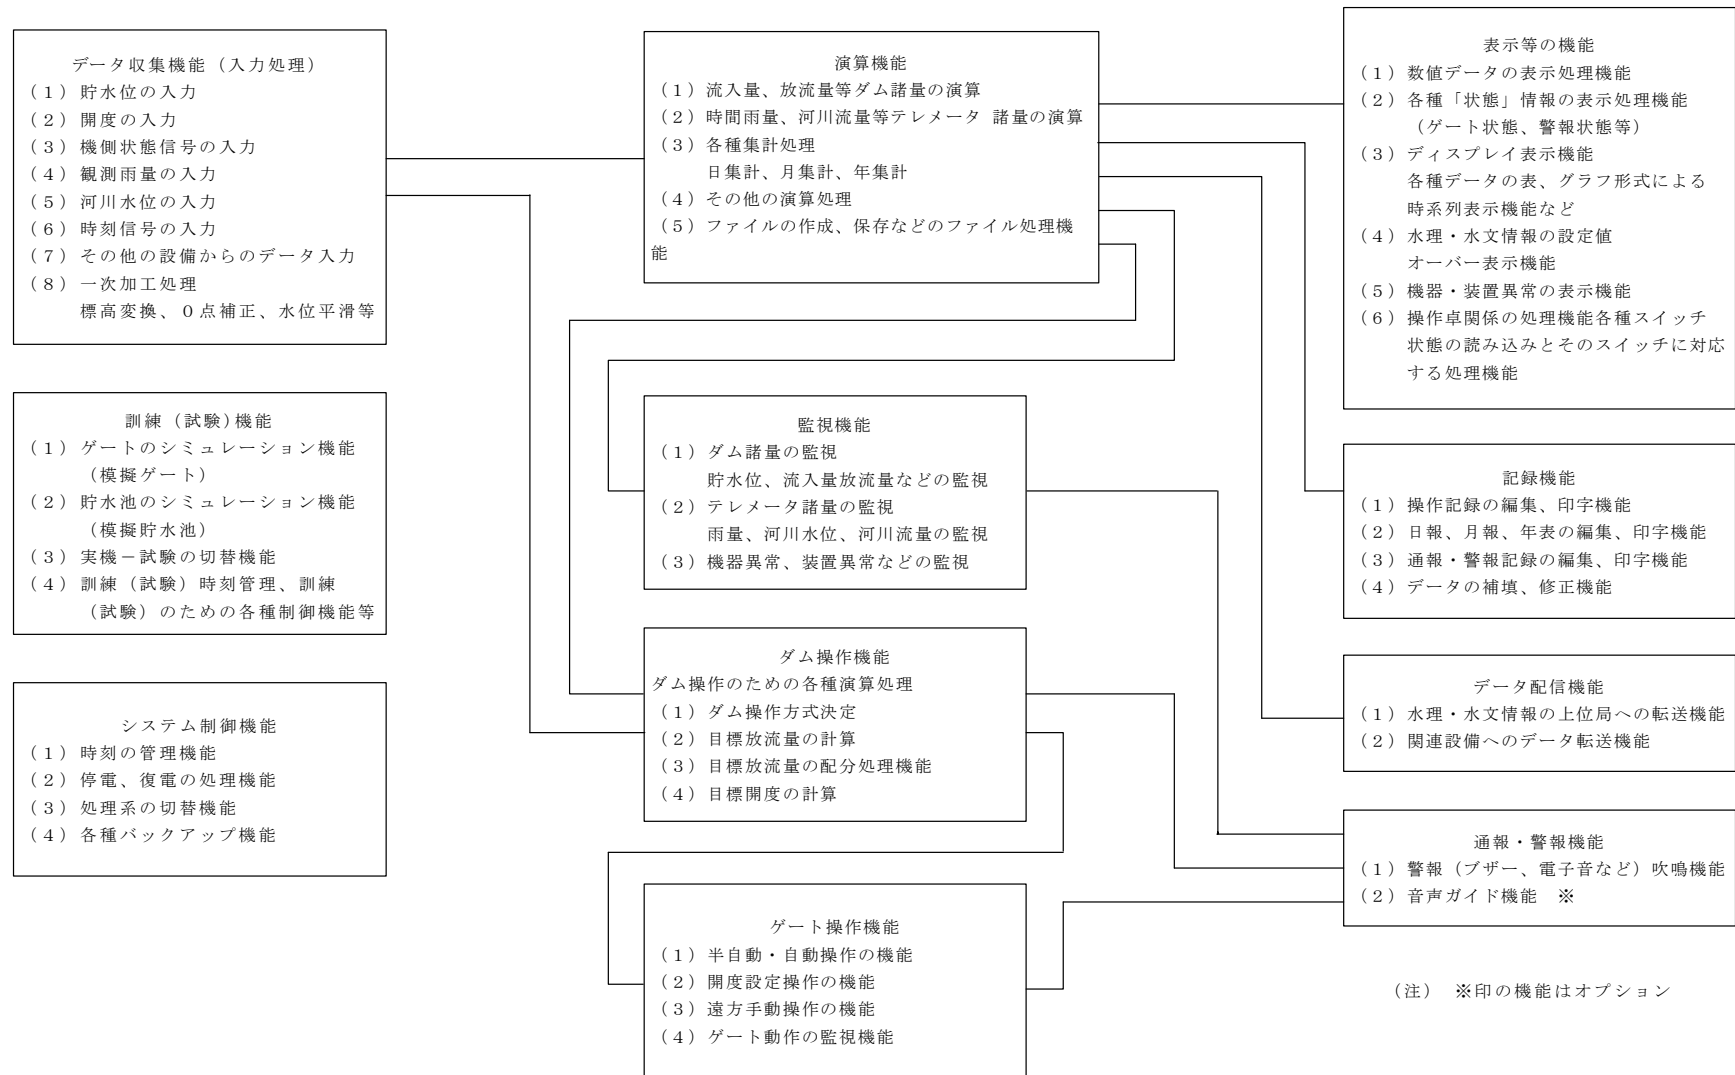 データ収集機能（入力処理）
（１）貯水位の入力
（２）開度の入力
（３）機側状態信号の入力
（４）観測雨量の入力
（５）河川水位の入力
（６）時刻信号の入力
（７）その他の設備からのデータ入力
（８）一次加工処理
標高変換、０点補正、水位平滑等
訓練（試験）機能
（１）ゲートのシミュレーション機能
（模擬ゲート）
（２）貯水池のシミュレーション機能
（模擬貯水池）
（３）実機－試験の切替機能
（４）訓練（試験）時刻管理、訓練
（試験）のための各種制御機能等
システム制御機能
（１）時刻の管理機能
（２）停電、復電の処理機能
（３）処理系の切替機能
（４）各種バックアップ機能
演算機能
（１）流入量、放流量等ダム諸量の演算
（２）時間雨量、河川流量等テレメータ 諸量の演算
（３）各種集計処理
日集計、月集計、年集計
（４）その他の演算処理
（５）ファイルの作成、保存などのファイル処理機
能
監視機能
（１）ダム諸量の監視
貯水位、流入量放流量などの監視
（２）テレメータ諸量の監視
雨量、河川水位、河川流量の監視
（３）機器異常、装置異常などの監視
ダム操作機能
ダム操作のための各種演算処理
（１）ダム操作方式決定
（２）目標放流量の計算
（３）目標放流量の配分処理機能
（４）目標開度の計算
ゲート操作機能
（１）半自動・自動操作の機能
（２）開度設定操作の機能
（３）遠方手動操作の機能
（４）ゲート動作の監視機能
表示等の機能
（１）数値データの表示処理機能
（２）各種「状態」情報の表示処理機能
（ゲート状態、警報状態等）
（３）ディスプレイ表示機能
各種データの表、グラフ形式による
時系列表示機能など
（４）水理・水文情報の設定値
オーバー表示機能
（５）機器・装置異常の表示機能
（６）操作卓関係の処理機能各種スイッチ
状態の読み込みとそのスイッチに対応
する処理機能
記録機能
（１）操作記録の編集、印字機能
（２）日報、月報、年表の編集、印字機能
（３）通報・警報記録の編集、印字機能
（４）データの補填、修正機能
データ配信機能
（１）水理・水文情報の上位局への転送機能
（２）関連設備へのデータ転送機能
通報・警報機能
（１）警報（ブザー、電子音など）吹鳴機能
（２）音声ガイド機能　※
（注）　※印の機能はオプション